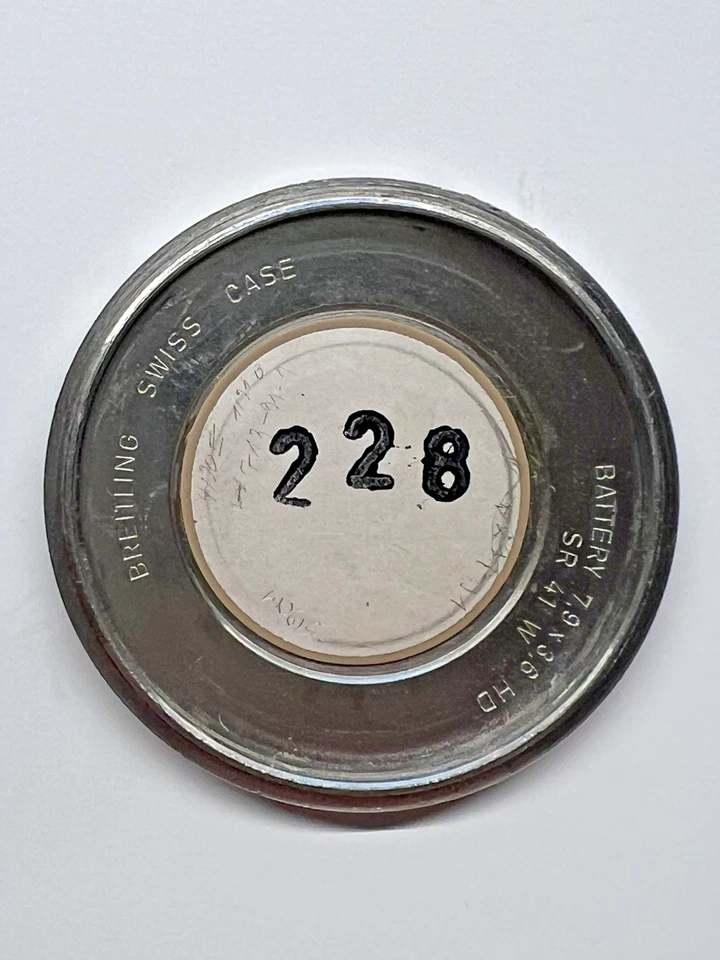 BREITLING SWISS CASE
228
BATTERY 7,9x3,6 HD
SR 41 W